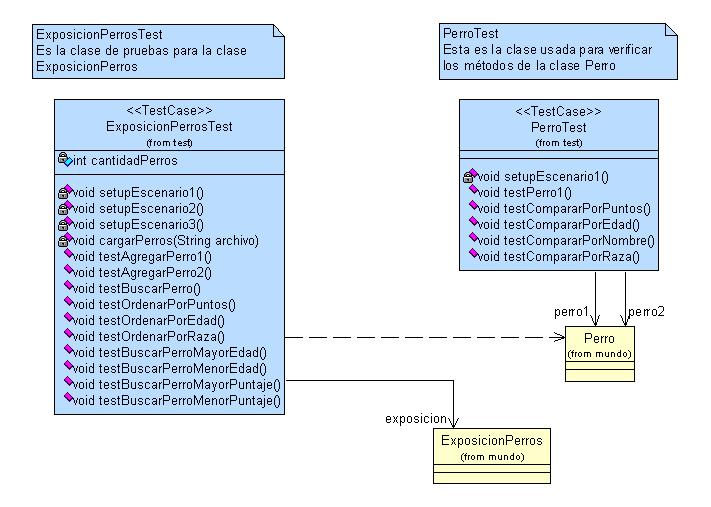 ExposicionPerrosTest
Es la clase de pruebas para la clase
ExposicionPerros
PerroTest
Esta es la clase usada para verificar
los métodos de la clase Perro
<<TestCase>>
ExposicionPerrosTest
(from test)
int cantidadPerros
void setupEscenario1()
void setupEscenario2()
void setupEscenario3()
void cargarPerros(String archivo)
void testAgregarPerro1()
void testAgregarPerro2()
void testBuscarPerro()
void testOrdenarPorPuntos()
void testOrdenarPorEdad()
void testOrdenarPorRaza()
void testBuscarPerroMayorEdad()
void testBuscarPerroMenorEdad()
void testBuscarPerroMayorPuntaje()
void testBuscarPerroMenorPuntaje()
<<TestCase>>
PerroTest
(from test)
void setupEscenario1()
void testPerro1()
void testCompararPorPuntos()
void testCompararPorEdad()
void testCompararPorNombre()
void testCompararPorRaza()
perro1
perro2
Perro
(from mundo)
exposicion
ExposicionPerros
(from mundo)